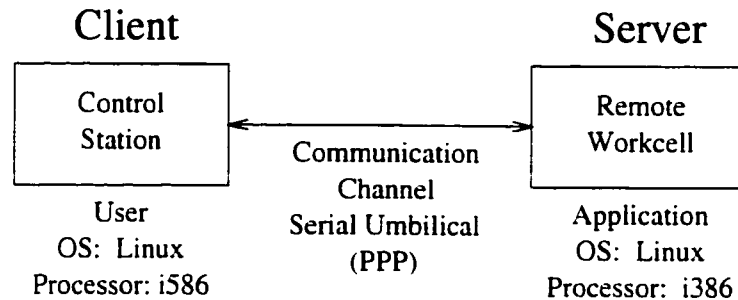 Client
Server
Control
Station
Remote
Workcell
Communication
Channel
Serial Umbilical
(PPP)
User
OS: Linux
Processor: i586
Application
OS: Linux
Processor: i386